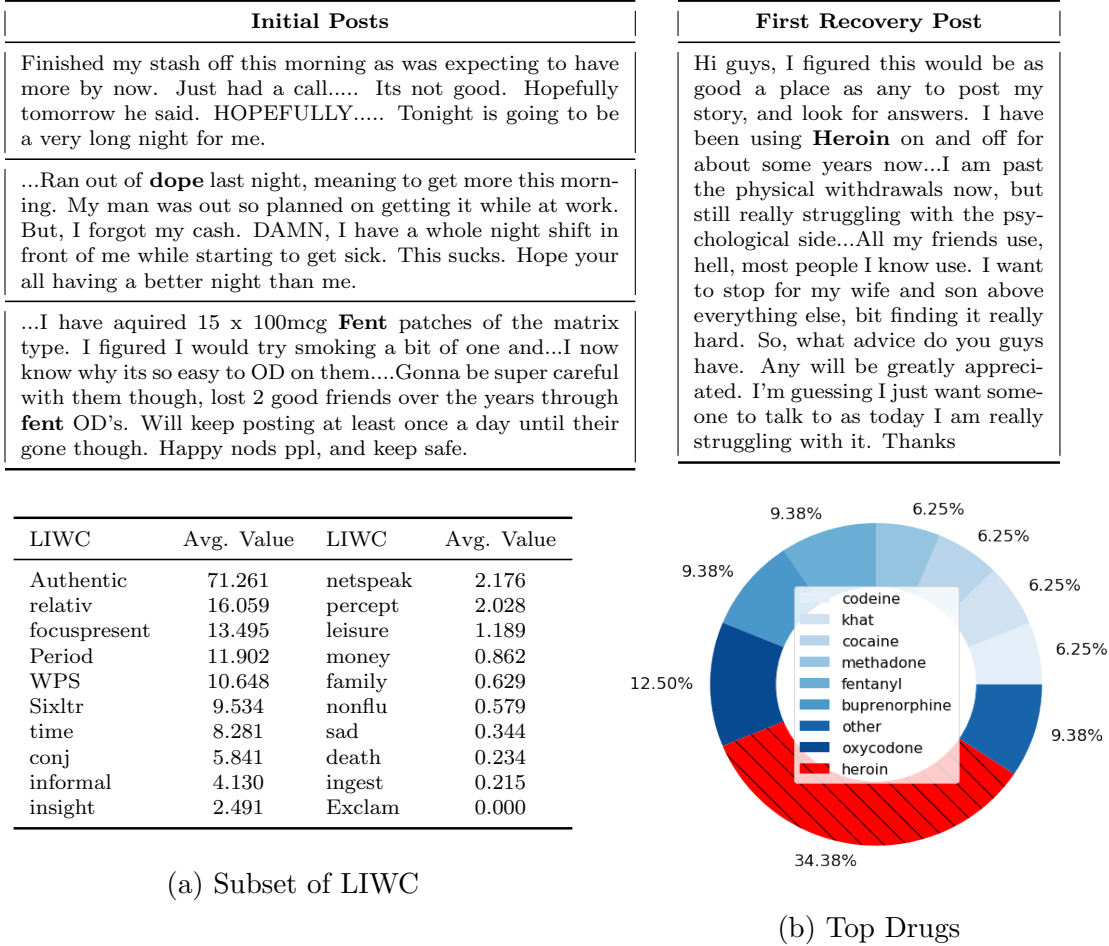 Initial Posts
Finished my stash off this morning as was expecting to have
more by now. Just had a call..... Its not good. Hopefully
tomorrow he said. HOPEFULLY..... Tonight is going to be
a very long night for me.
...Ran out of dope last night, meaning to get more this morn-
ing. My man was out so planned on getting it while at work.
But, I forgot my cash. DAMN, I have a whole night shift in
front of me while starting to get sick. This sucks. Hope your
all having a better night than me.
...I have aquired 15 x 100mcg Fent patches of the matrix
type. I figured I would try smoking a bit of one and...I now
know why its so easy to OD on them....Gonna be super careful
with them though, lost 2 good friends over the years through
fent OD's. Will keep posting at least once a day until their
gone though. Happy nods ppl, and keep safe.
First Recovery Post
Hi guys, I figured this would be as
good a place as any to post my
story, and look for answers. I have
been using Heroin on and off for
about some years now...I am past
the physical withdrawals now, but
still really struggling with the psy-
chological side...All my friends use,
hell, most people I know use. I want
to stop for my wife and son above
everything else, bit finding it really
hard. So, what advice do you guys
have. Any will be greatly appreci-
ated. I'm guessing I just want some-
one to talk to as today I am really
struggling with it. Thanks
LIWC Avg. Value LIWC Avg. Value
Authentic 71.261 netspeak 2.176
relativ 16.059 percept 2.028
focuspresent 13.495 leisure 1.189
Period 11.902 money 0.862
WPS 10.648 family 0.629
Sixltr 9.534 nonflu 0.579
time 8.281 sad 0.344
conj 5.841 death 0.234
informal 4.130 ingest 0.215
insight 2.491 Exclam 0.000
(a) Subset of LIWC
9.38%
6.25%
6.25%
9.38%
6.25%
6.25%
12.50%
9.38%
34.38%
codeine
khat
cocaine
methadone
fentanyl
buprenorphine
other
oxycodone
heroin
(b) Top Drugs